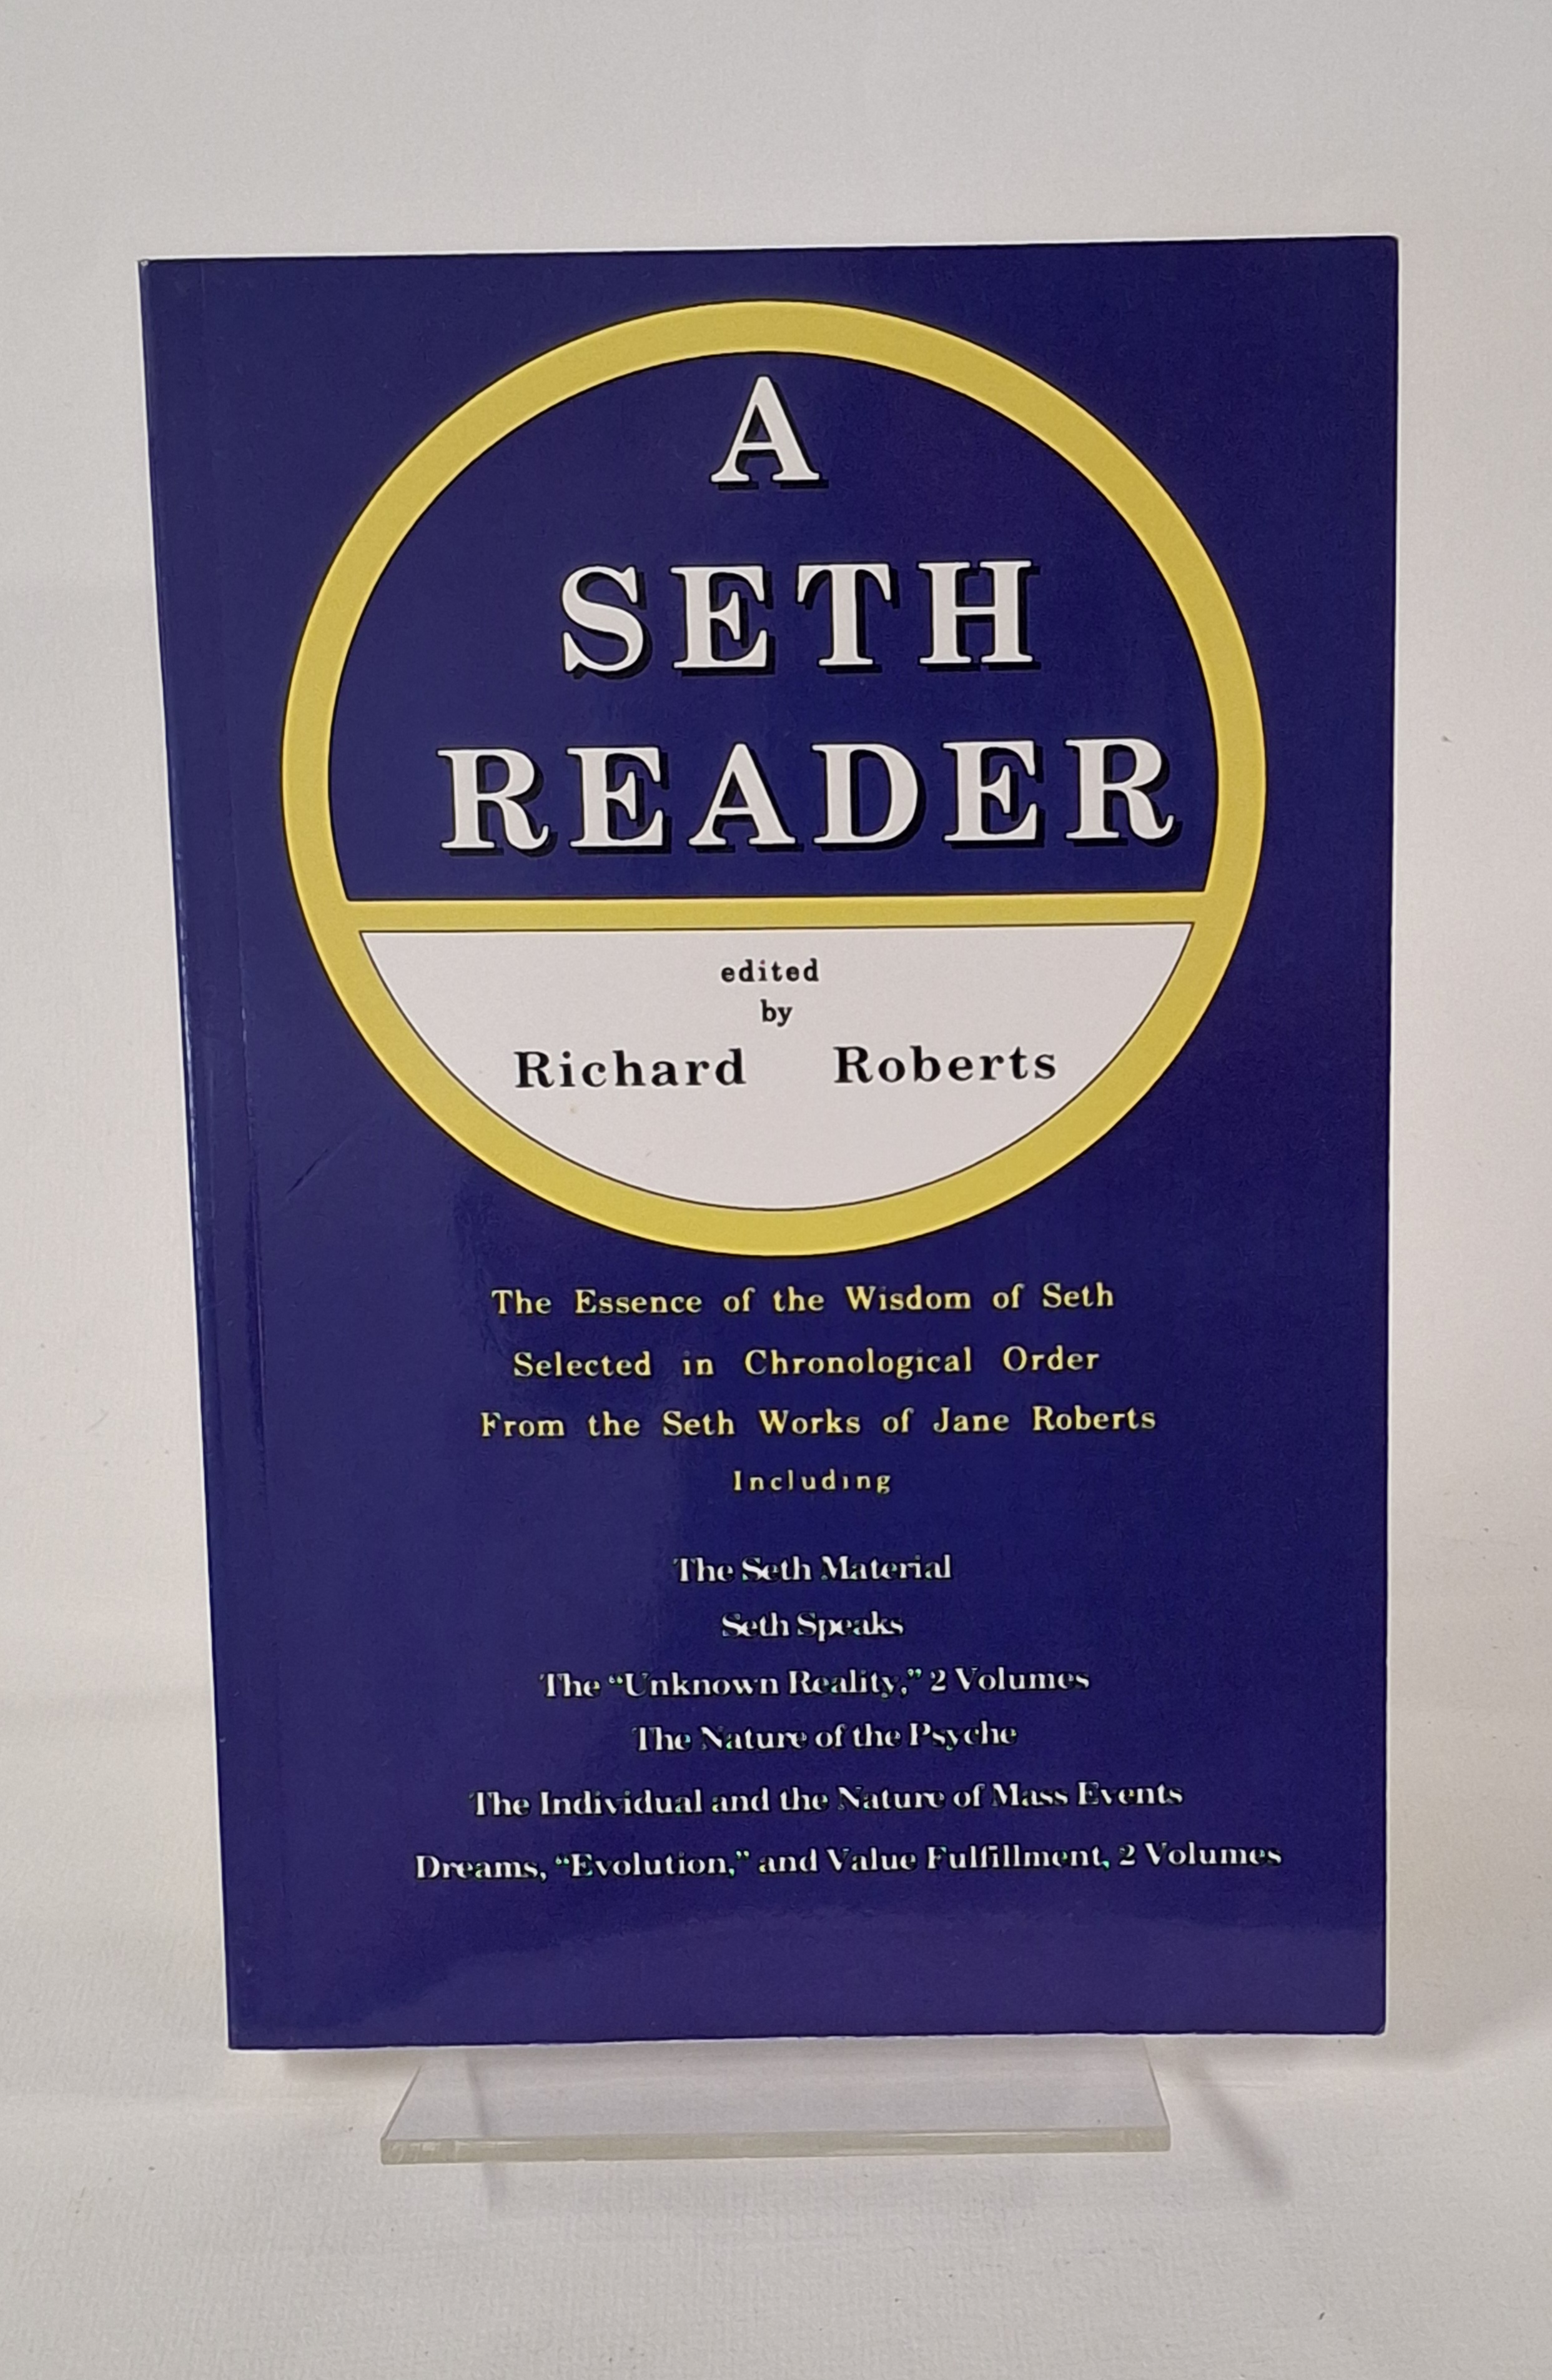 A
SETH
READER
edited
by
Richard Roberts
The Essence of the Wisdom of Seth
Selected in Chronological Order
From the Seth Works of Jane Roberts
Including
The Seth Material
Seth Speaks
The “Unknown Reality,” 2 Volumes
The Nature of the Psyche
The Individual and the Nature of Mass Events
Dreams, “Evolution,” and Value Fulfillment, 2 Volumes